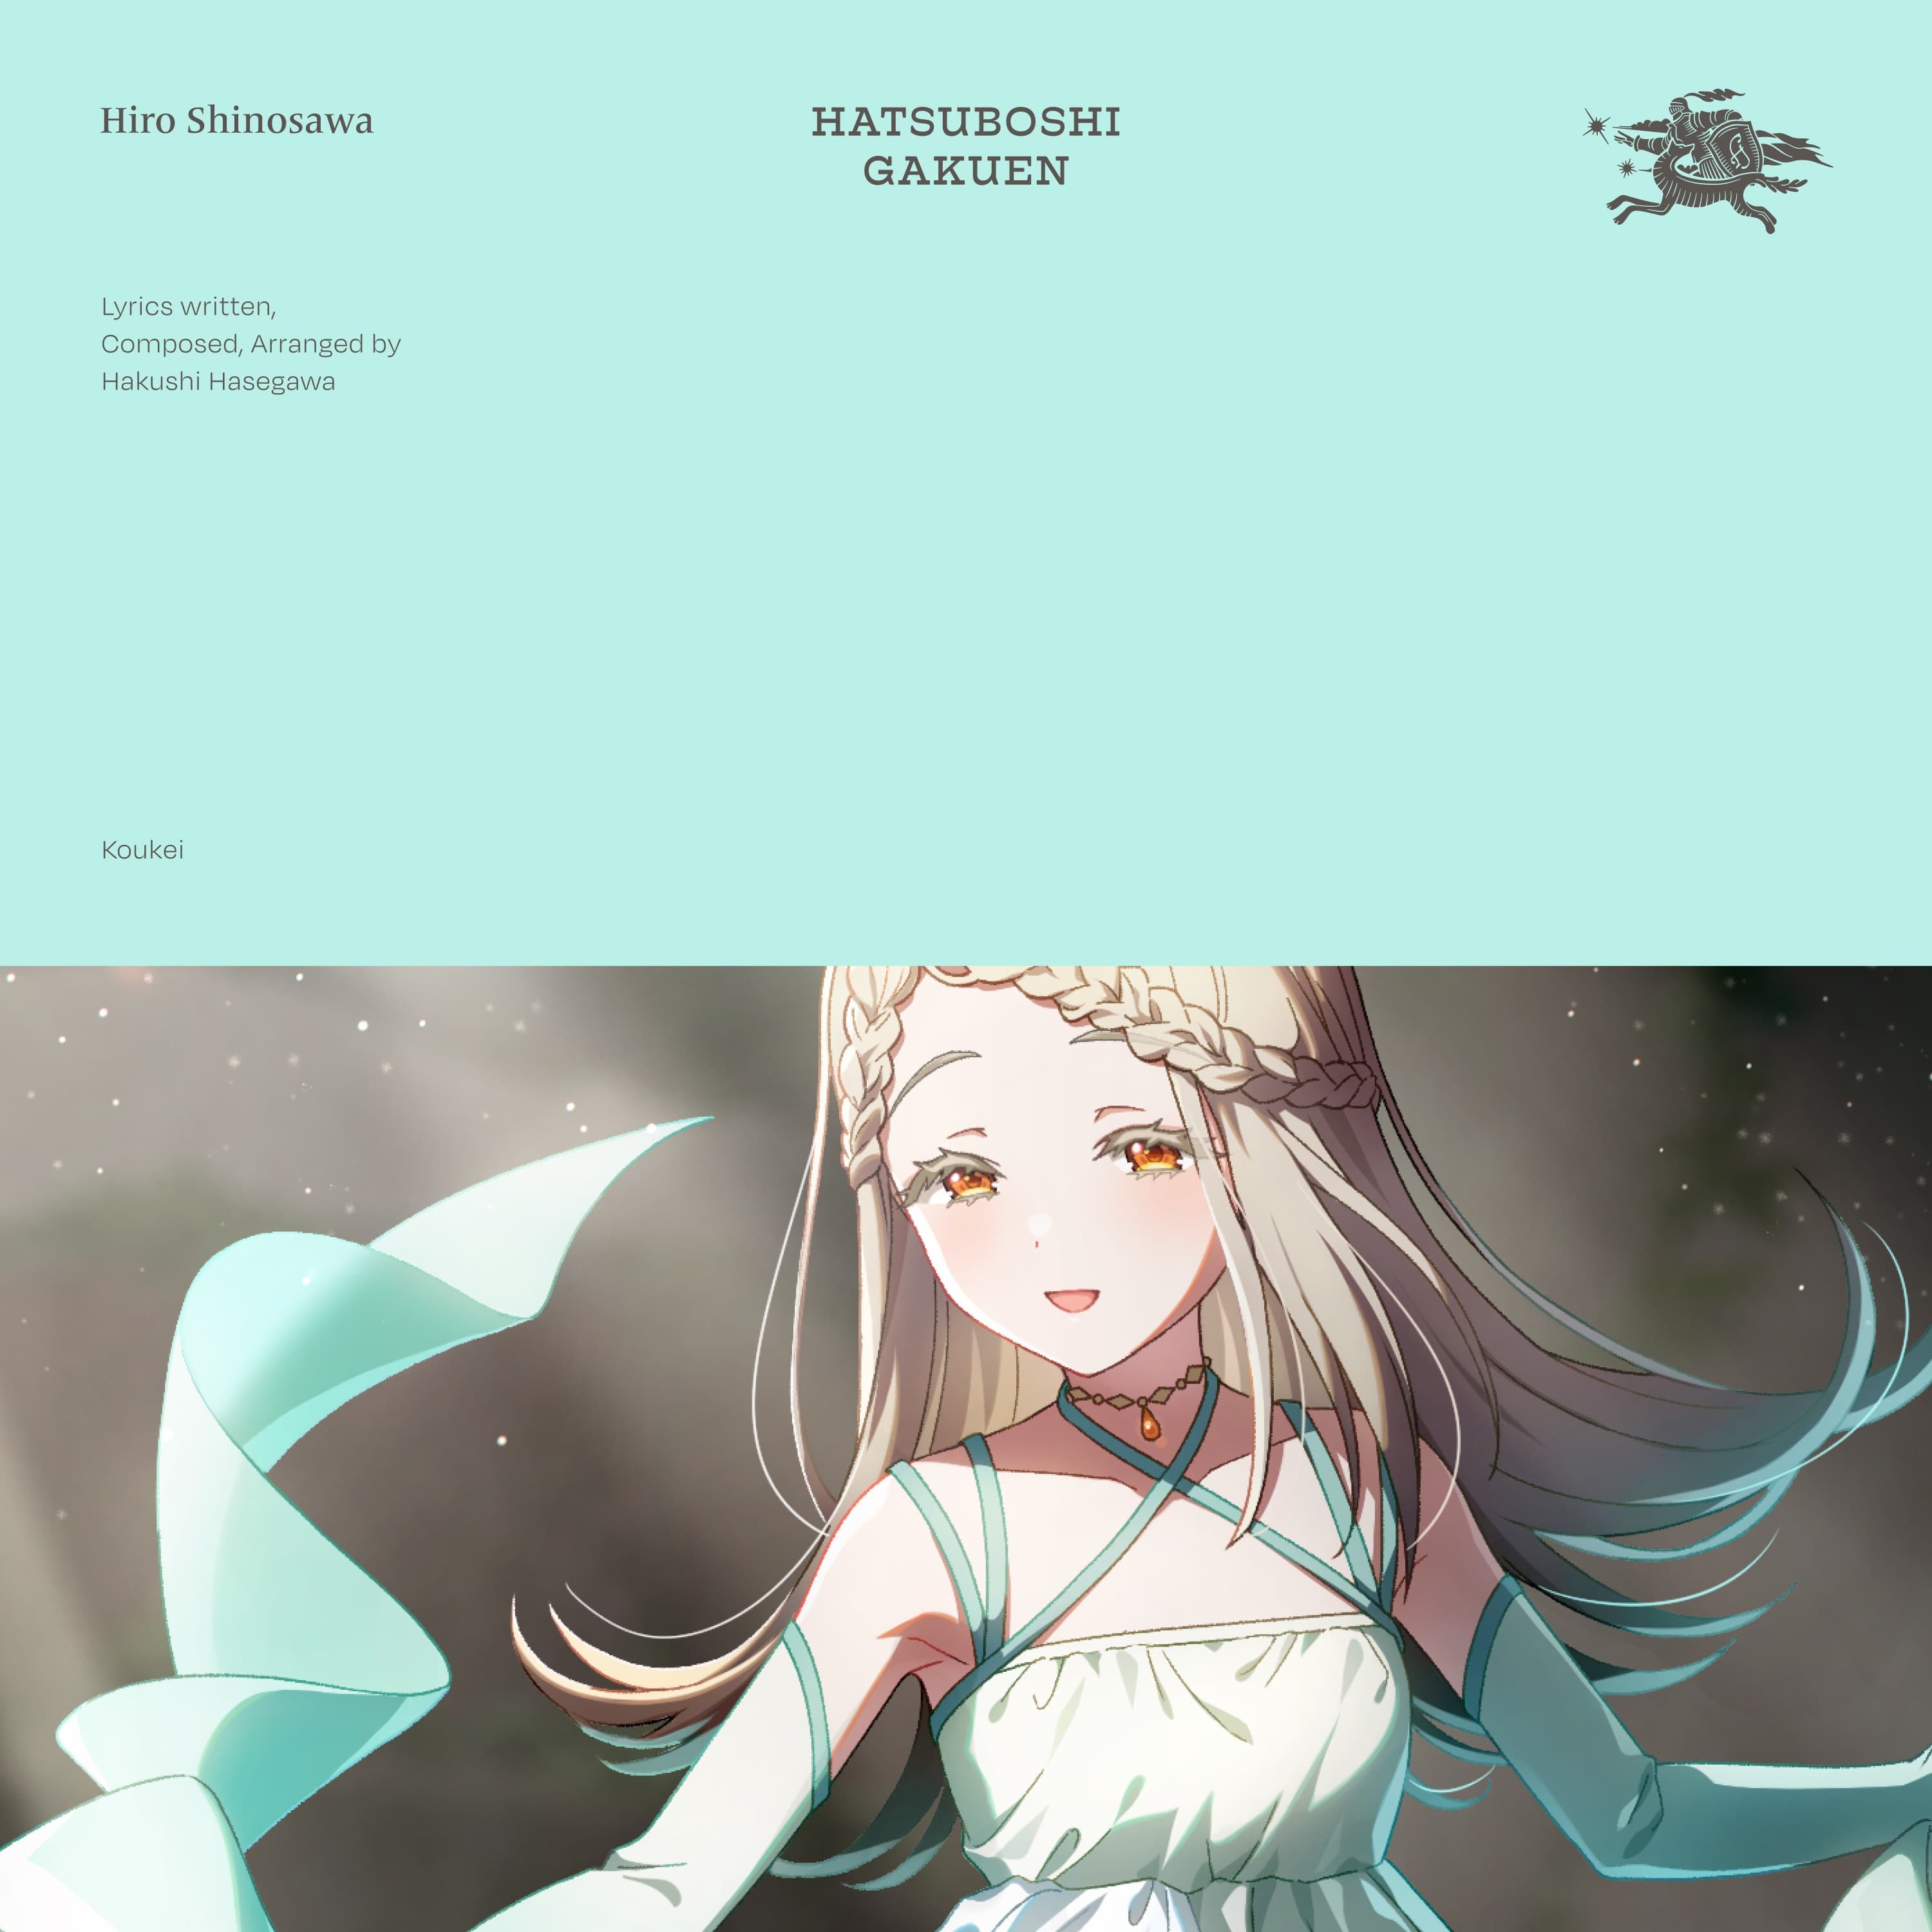 Hiro Shinosawa
HATSUBOSHI
GAKUEN
Lyrics written,
Composed, Arranged by
Hakushi Hasegawa
Koukei